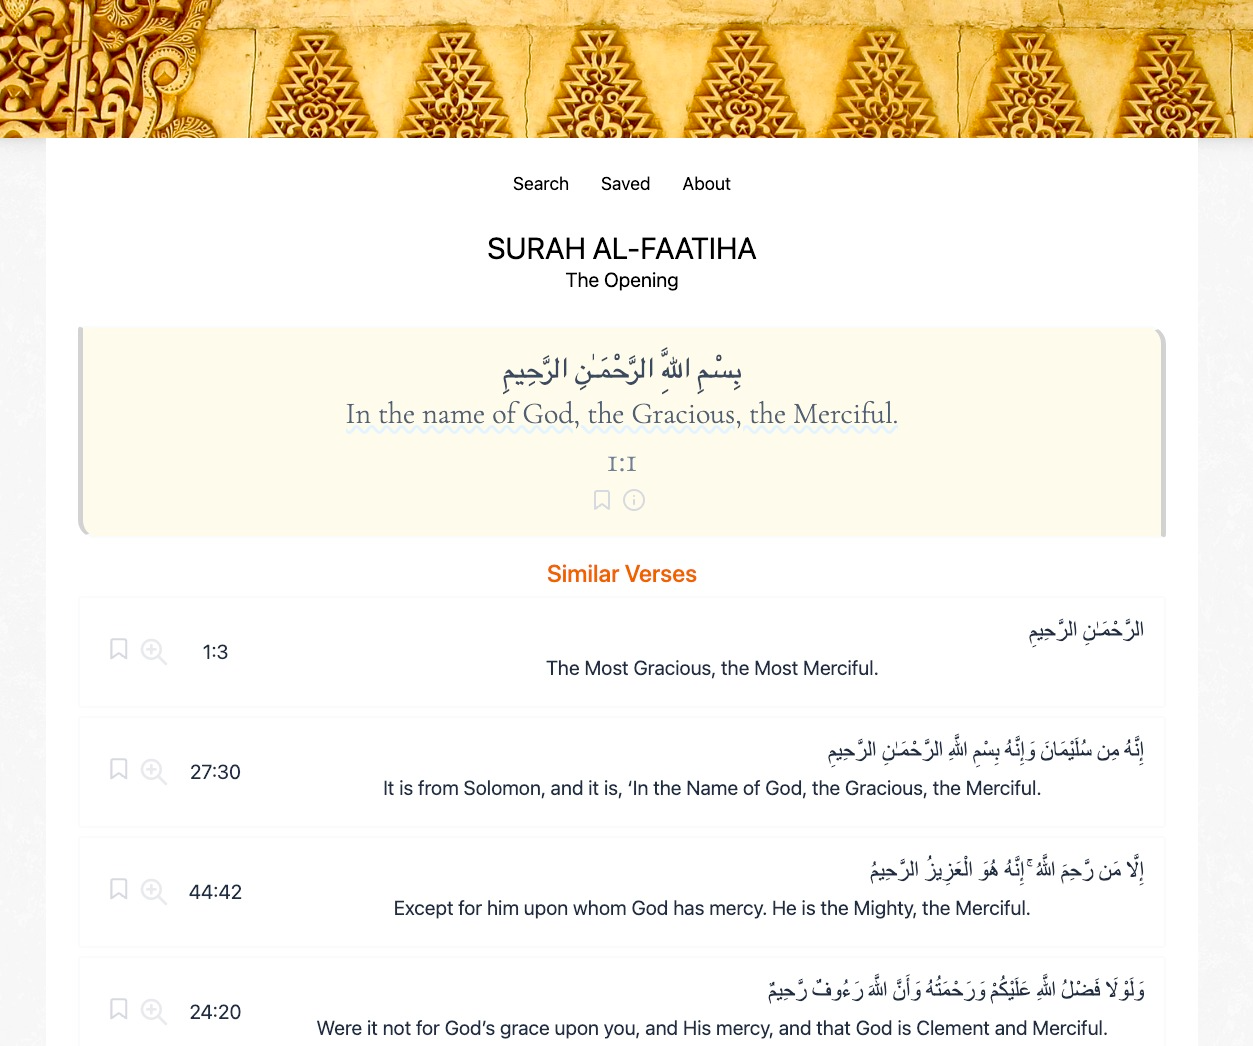 Search Saved About
SURAH AL-FAATIHA
The Opening
بِسْمِ اللَّهِ الرَّحْمَـٰنِ الرَّحِيمِ
In the name of God, the Gracious, the Merciful.
1:1
Similar Verses
الرَّحْمَـٰنِ الرَّحِيمِ
1:3
The Most Gracious, the Most Merciful.
إِنَّهُ مِن سُلَيْمَانَ وَإِنَّهُ بِسْمِ اللَّهِ الرَّحْمَـٰنِ الرَّحِيمِ
27:30
It is from Solomon, and it is, ‘In the Name of God, the Gracious, the Merciful.
إِلَّا مَن رَّحِمَ اللَّهُ ۚ إِنَّهُ هُوَ الْعَزِيزُ الرَّحِيمُ
44:42
Except for him upon whom God has mercy. He is the Mighty, the Merciful.
وَلَوْلَا فَضْلُ اللَّهِ عَلَيْكُمْ وَرَحْمَتُهُ وَأَنَّ اللَّهَ رَءُوفٌ رَّحِيمٌ
24:20
Were it not for God’s grace upon you, and His mercy, and that God is Clement and Merciful.